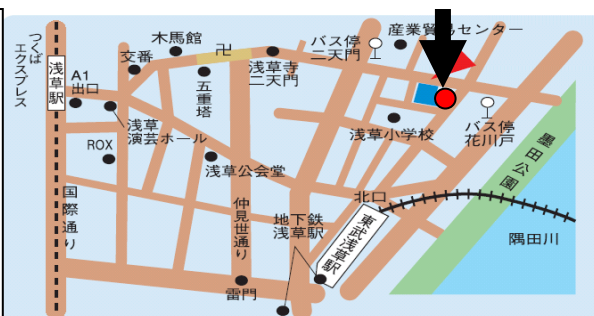 つくば
エクスプレス
浅草駅
A1
出口
交番
木馬館
卍
五重塔
浅草
演芸ホール
ROX
国際通り
浅草寺
二天門
バス停
二天門
産業貿易センター
浅草小学校
バス停
花川戸
浅草公会堂
仲見世通り
地下鉄
浅草駅
北口
東武浅草駅
雷門
墨田公園
隅田川